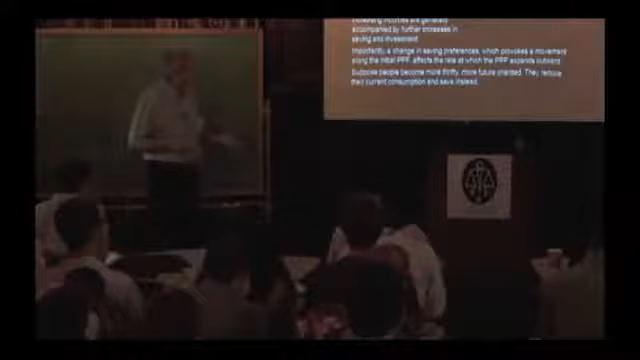 increasing incomes are generally
accompanied by further increases in
saving and investment
Importantly, a change in saving preferences, which provokes a movement
along the initial PPF, affects the rate at which the PPF expands outward.
Suppose people become more thrifty, more future oriented. They reduce
their current consumption and save instead.